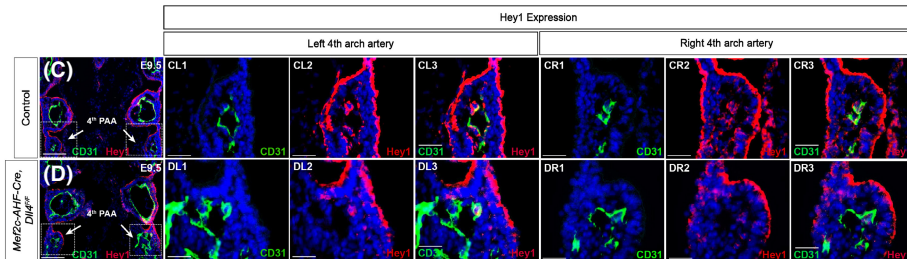 Hey1 Expression
Left 4th arch artery
Right 4th arch artery
Control
(C)
E9.5
4th PAA
CD31 Hey1
CL1
CD31
CL2
Hey1
CL3
CD31 Hey1
CR1
CD31
CR2
Hey1
CR3
CD31 Hey1
Mef2c-AHF-Cre,
Dll4F/F
(D)
E9.5
4th PAA
CD31 Hey1
DL1
CD31
DL2
Hey1
DL3
CD31 Hey1
DR1
CD31
DR2
Hey1
DR3
CD31 Hey1